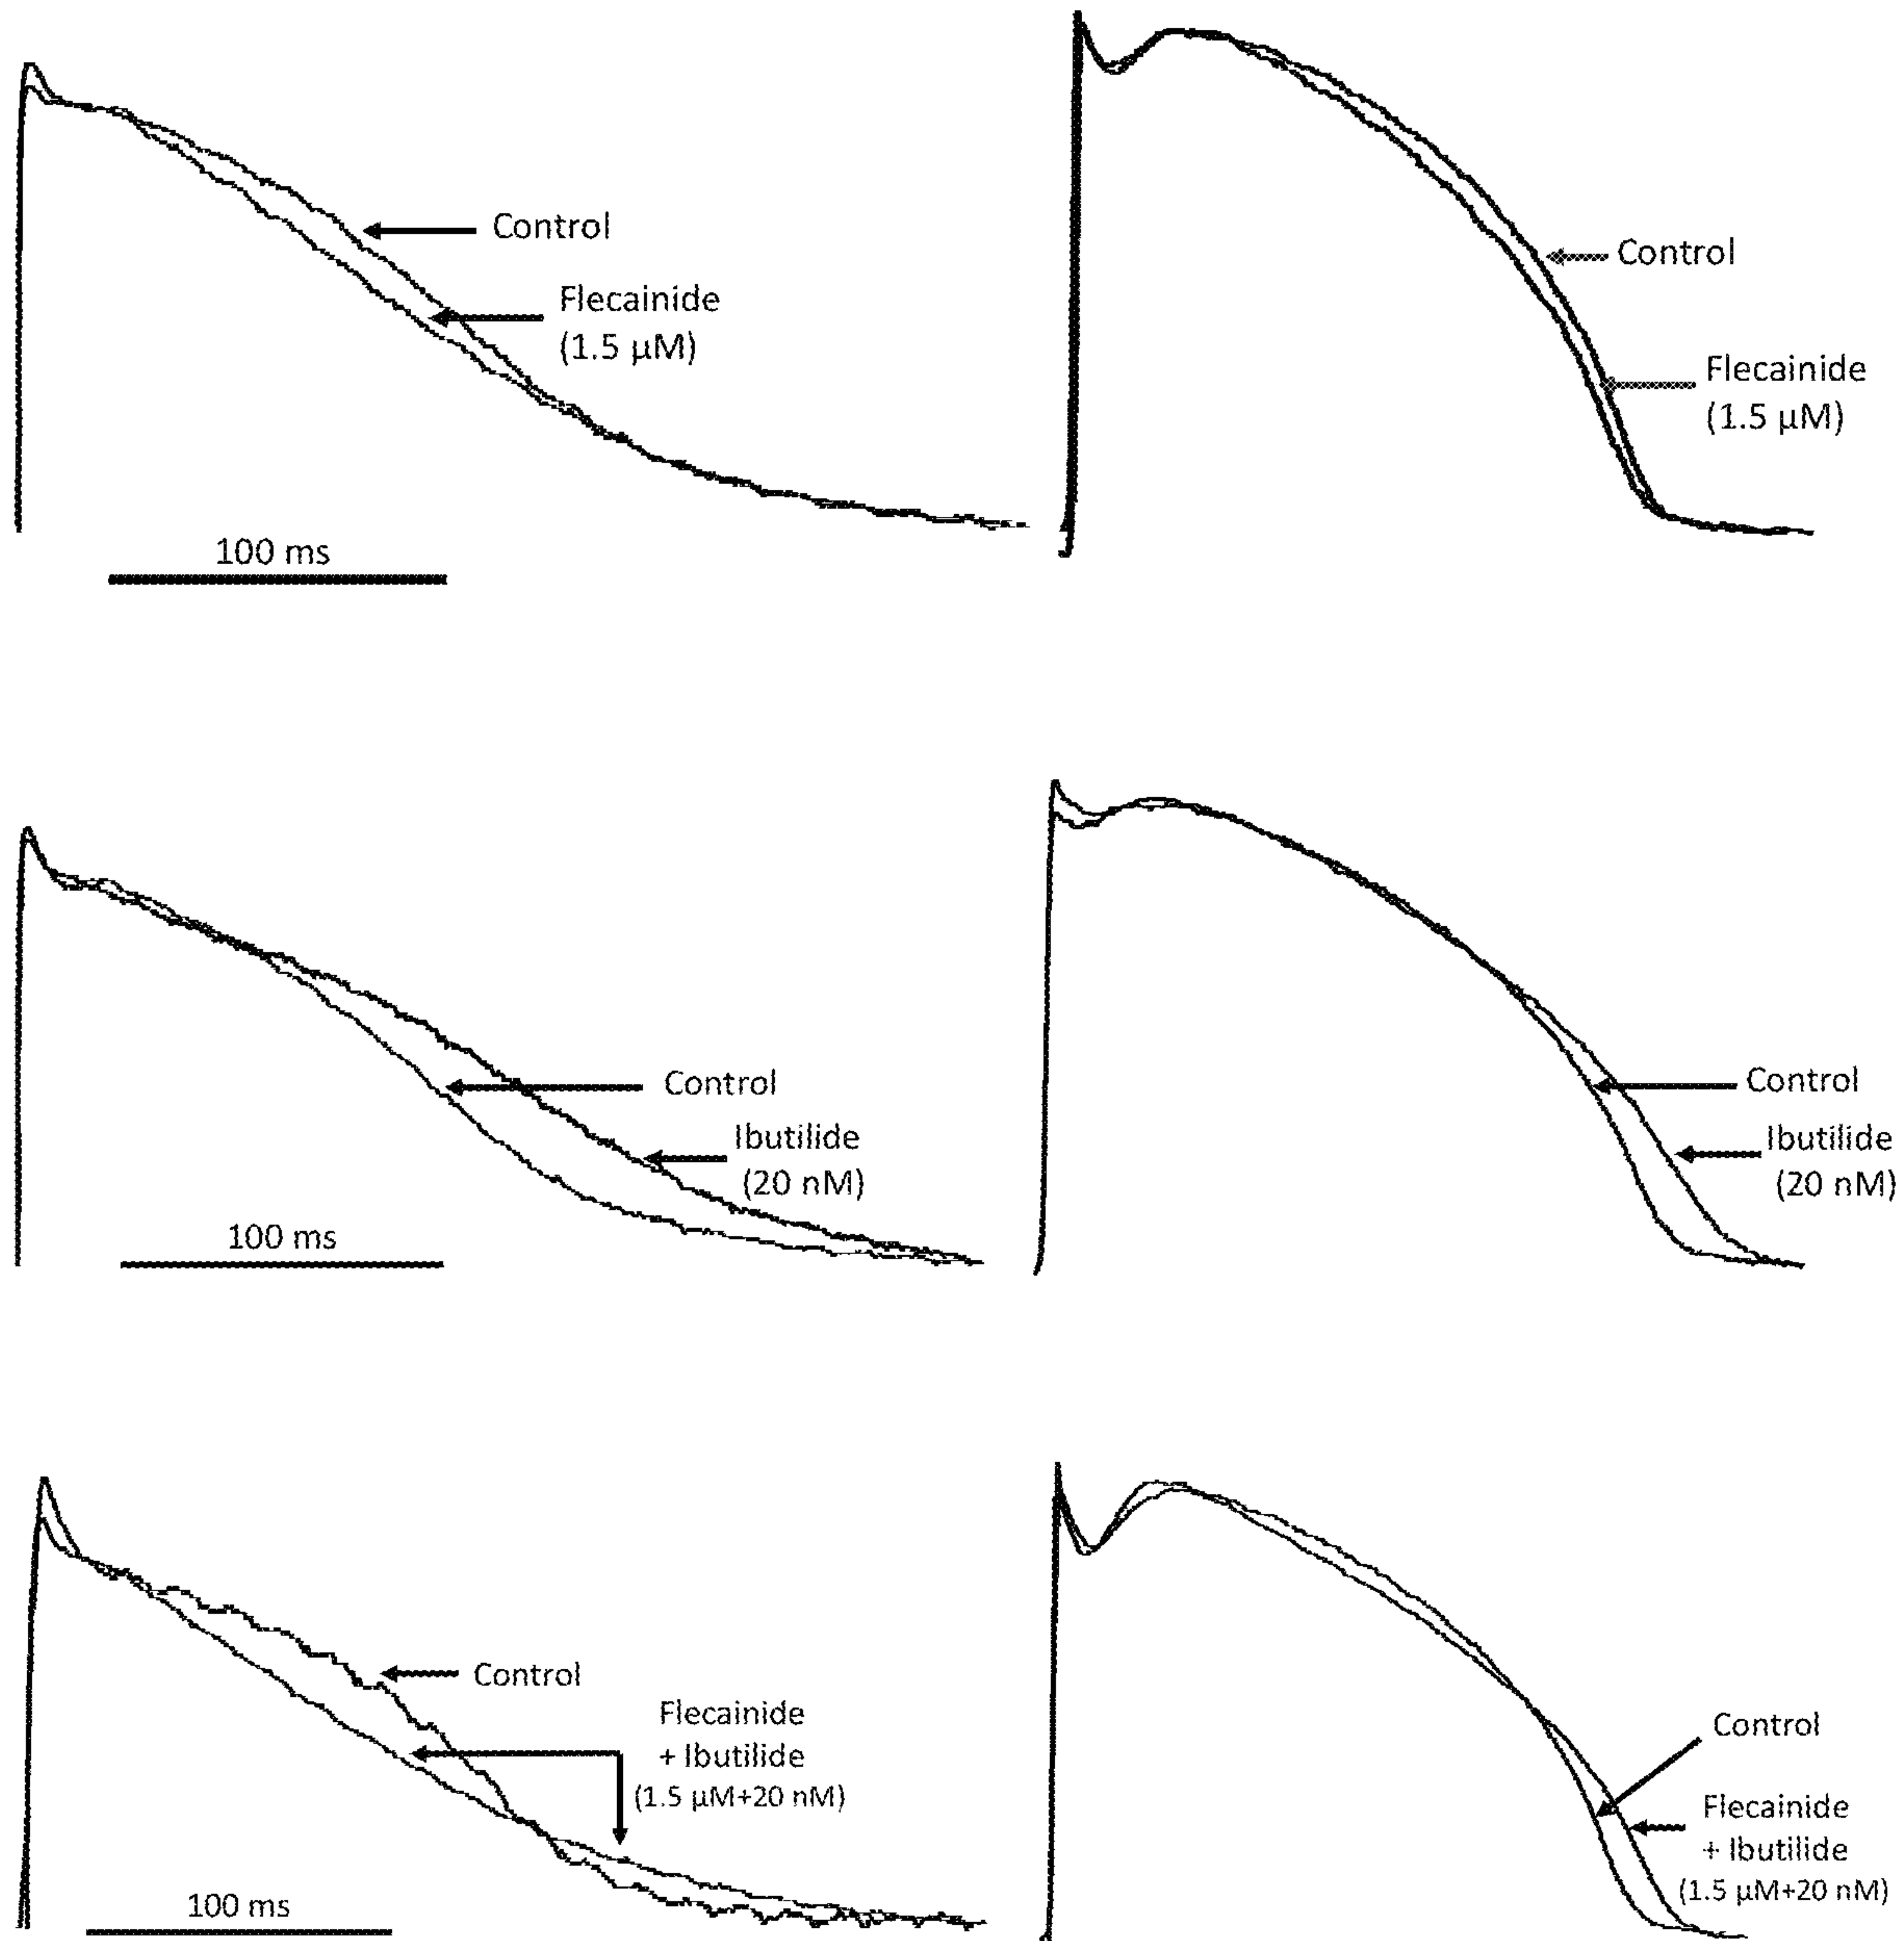 Control
Flecainide
(1.5 µM)
100 ms
Control
Flecainide
(1.5 µM)
Control
Ibutilide
(20 nM)
100 ms
Control
Ibutilide
(20 nM)
Control
Flecainide
+ Ibutilide
(1.5 µM+20 nM)
100 ms
Control
Flecainide
+ Ibutilide
(1.5 µM+20 nM)